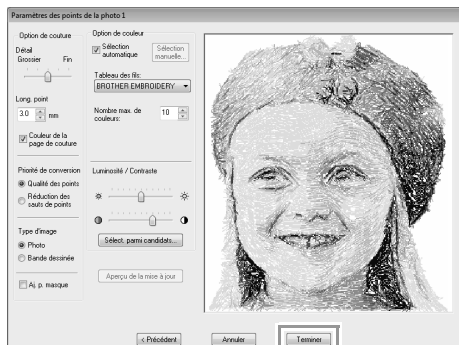 Paramètres des points de la photo 1
Option de couture
Détail
Grossier Fin
Long. point
3.0 mm
Couleur de la
page de couture
Priorité de conversion
Qualité des points
Réduction des
sauts de points
Type d'image
Photo
Bande dessinée
Aj. p. masque
Option de couleur
Sélection
automatique
Sélection
manuelle...
Tableau des fils:
BROTHER EMBROIDERY
Nombre max. de
couleurs:
10
Luminosité / Contraste
Sélect. parmi candidats...
Aperçu de la mise à jour
< Précédent
Annuler
Terminer